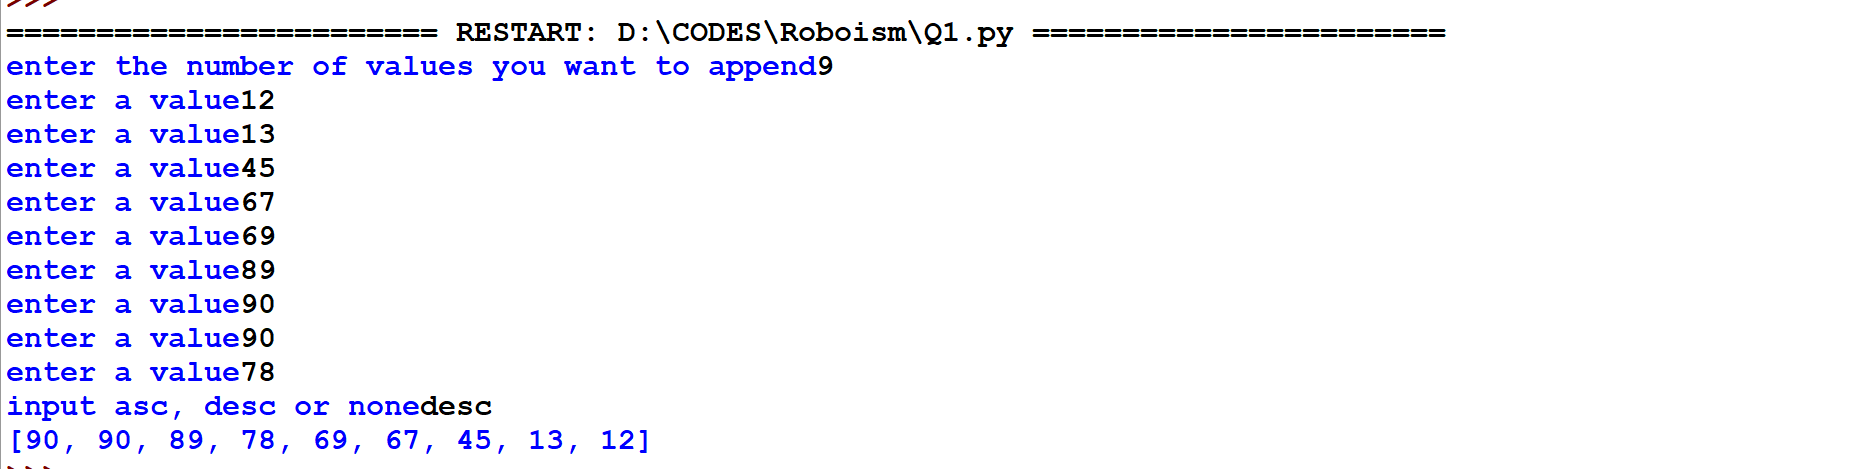 >>>
======================== RESTART: D:\CODES\Roboism\Q1.py =======================
enter the number of values you want to append9
enter a value12
enter a value13
enter a value45
enter a value67
enter a value69
enter a value89
enter a value90
enter a value90
enter a value78
input asc, desc or nonedesc
[90, 90, 89, 78, 69, 67, 45, 13, 12]
>>>